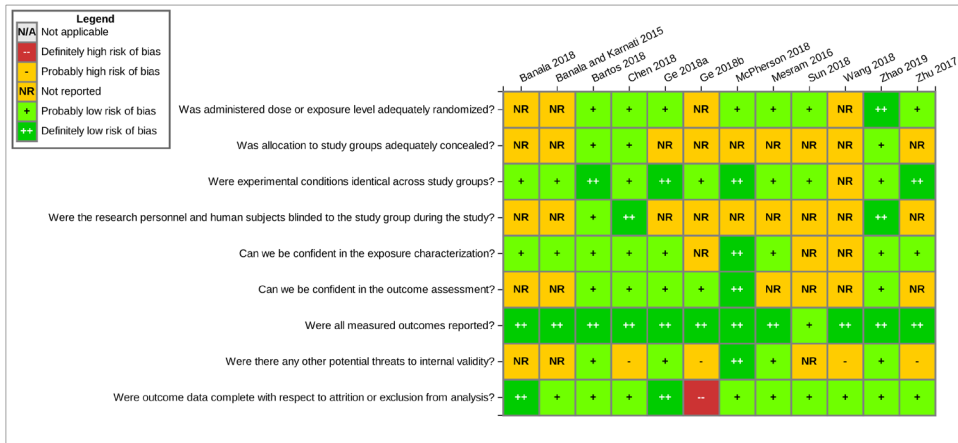 Legend
N/A Not applicable
-- Definitely high risk of bias
- Probably high risk of bias
NR Not reported
+ Probably low risk of bias
++ Definitely low risk of bias
Banala 2018
Banala and Karnati 2015
Bartos 2018
Chen 2018
Ge 2018a
Ge 2018b
McPherson 2018
Mesram 2016
Sun 2018
Wang 2018
Zhao 2019
Zhu 2017
Was administered dose or exposure level adequately randomized? NR NR + + + NR + + + NR ++ +
Was allocation to study groups adequately concealed? NR NR + + NR NR NR NR NR NR + NR
Were experimental conditions identical across study groups? + + ++ + ++ + ++ + + NR + ++
Were the research personnel and human subjects blinded to the study group during the study? NR NR + ++ NR NR NR NR NR NR ++ NR
Can we be confident in the exposure characterization? + + + + + NR ++ + NR NR + +
Can we be confident in the outcome assessment? NR NR + + + + ++ NR NR NR + NR
Were all measured outcomes reported? ++ ++ ++ ++ ++ ++ ++ ++ + ++ ++ ++
Were there any other potential threats to internal validity? NR NR + - + - ++ + NR - + -
Were outcome data complete with respect to attrition or exclusion from analysis? ++ + + + ++ -- + + + + + +